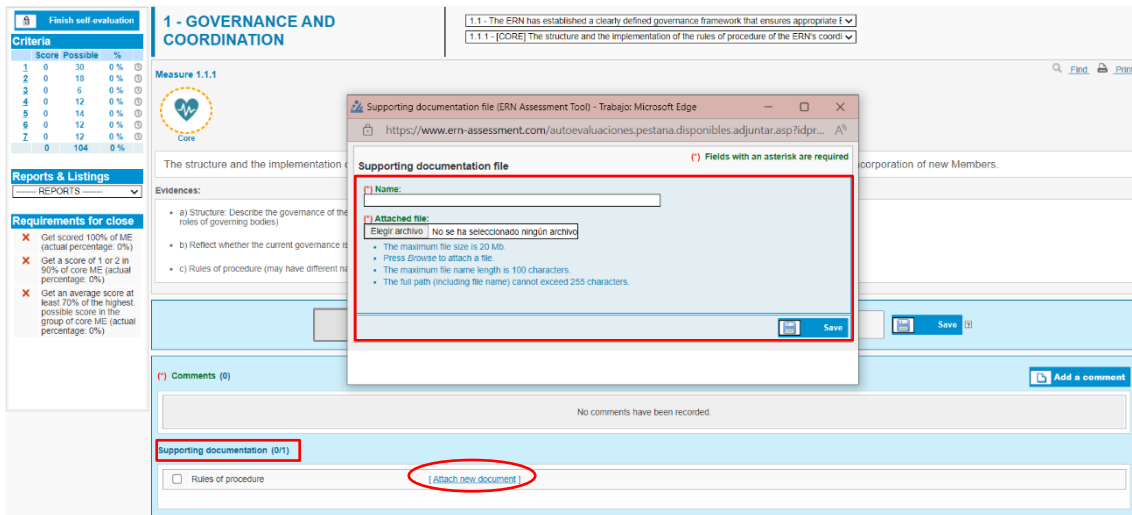 Finish self-evaluation
Criteria
Score Possible %
1 0 30 0 %
2 0 18 0 %
3 0 6 0 %
4 0 12 0 %
5 0 14 0 %
6 0 12 0 %
7 0 12 0 %
0 104 0 %
Reports & Listings
------- REPORTS -------
Requirements for close
Get scored 100% of ME
(actual percentage: 0%)
Get a score of 1 or 2 in
90% of core ME (actual
percentage: 0%)
Get an average score at
least 70% of the highest
possible score in the
group of core ME (actual
percentage: 0%)
1 - GOVERNANCE AND
COORDINATION
1.1 - The ERN has established a clearly defined governance framework that ensures appropriate
1.1.1 - [CORE] The structure and the implementation of the rules of procedure of the ERN's coordi
Find Print
Measure 1.1.1
Core
The structure and the implementation
corporation of new Members.
Evidences:
• a) Structure: Describe the governance of the
roles of governing bodies)
• b) Reflect whether the current governance is
• c) Rules of procedure (may have different na
Supporting documentation file (ERN Assessment Tool) - Trabajo: Microsoft Edge
https://www.ern-assessment.com/autoevaluaciones.pestana.disponibles.adjuntar.asp?idpr...
(*) Fields with an asterisk are required
Supporting documentation file
(*) Name:
(*) Attached file:
Elegir archivo No se ha seleccionado ningún archivo
• The maximum file size is 20 Mb.
• Press Browse to attach a file.
• The maximum file name length is 100 characters.
• The full path (including file name) cannot exceed 255 characters.
Save
Save
(*) Comments (0)
Add a comment
No comments have been recorded.
Supporting documentation (0/1)
Rules of procedure [ Attach new document ]